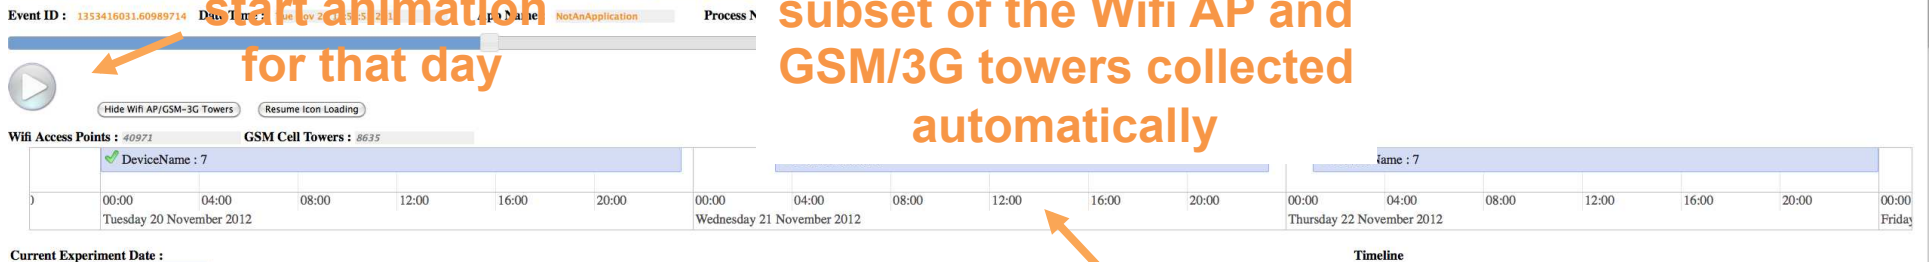 Event ID : 1353416031.60989714
NotAnApplication
Process N
start animation
for that day
subset of the Wifi AP and
GSM/3G towers collected
automatically
Hide Wifi AP/GSM-3G Towers Resume Icon Loading
Wifi Access Points : 40971 GSM Cell Towers : 8635
DeviceName : 7
Name : 7
00:00 04:00 08:00 12:00 16:00 20:00 00:00 04:00 08:00 12:00 16:00 20:00 00:00 04:00 08:00 12:00 16:00 20:00 00:00
Tuesday 20 November 2012 Wednesday 21 November 2012 Thursday 22 November 2012 Friday
Current Experiment Date : Timeline